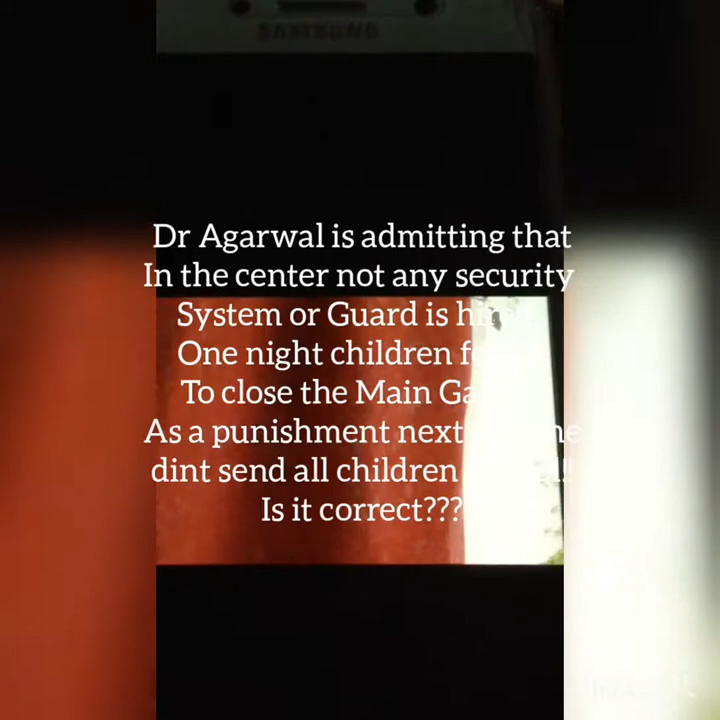 SAMSUNG
Dr Agarwal is admitting that
In the center not any security
System or Guard is
One night children
To close the Main
As a punishment next
dint send all children
Is it correct???